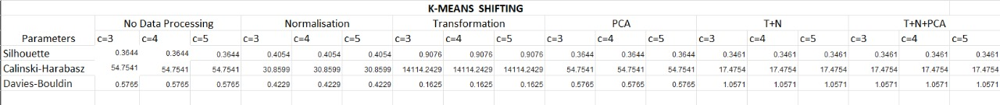 K-MEANS SHIFTING
No Data Processing Normalisation Transformation PCA T+N T+N+PCA
Parameters c=3 c=4 c=5 c=3 c=4 c=5 c=3 c=4 c=5 c=3 c=4 c=5 c=3 c=4 c=5 c=3 c=4 c=5
Silhouette 0.3644 0.3644 0.3644 0.4054 0.4054 0.4054 0.9076 0.9076 0.9076 0.3644 0.3644 0.3644 0.3461 0.3461 0.3461 0.3461 0.3461 0.3461
Calinski-Harabasz 54.7541 54.7541 54.7541 30.8599 30.8599 30.8599 14114.2429 14114.2429 14114.2429 54.7541 54.7541 54.7541 17.4754 17.4754 17.4754 17.4754 17.4754 17.4754
Davies-Bouldin 0.5765 0.5765 0.5765 0.4229 0.4229 0.4229 0.1625 0.1625 0.1625 0.5765 0.5765 0.5765 1.0571 1.0571 1.0571 1.0571 1.0571 1.0571